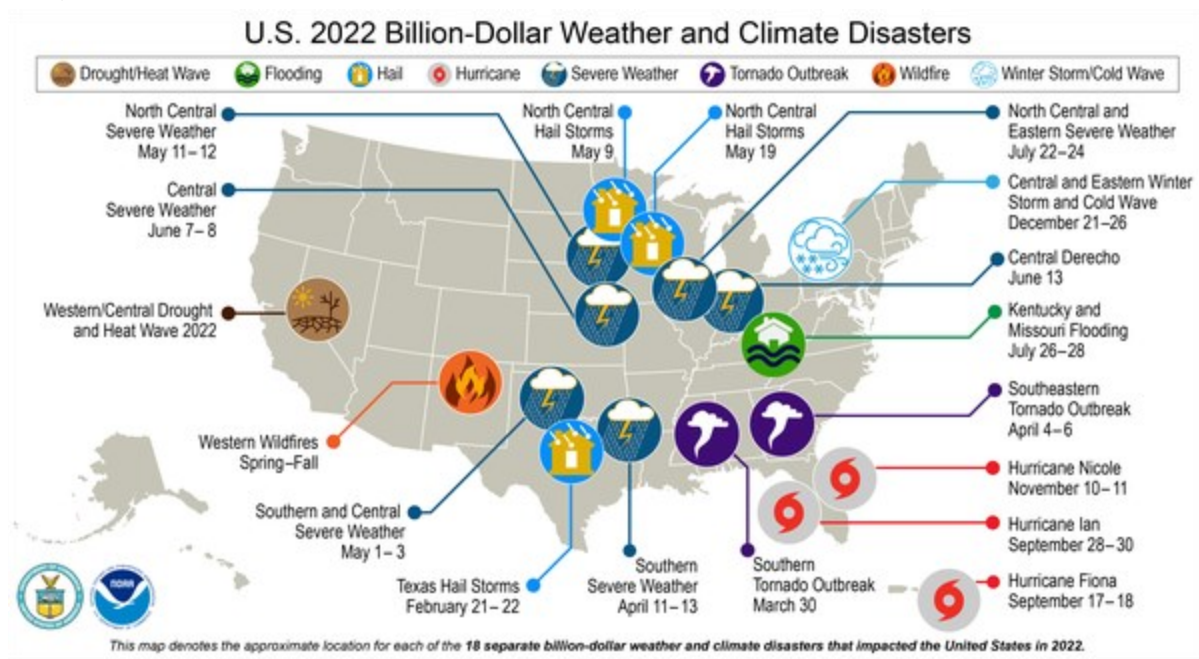 U.S. 2022 Billion-Dollar Weather and Climate Disasters
Drought/Heat Wave Flooding Hail Hurricane Severe Weather Tornado Outbreak Wildfire Winter Storm/Cold Wave
North Central
Severe Weather
May 11–12
North Central
Hail Storms
May 9
North Central
Hail Storms
May 19
North Central and
Eastern Severe Weather
July 22–24
Central
Severe Weather
June 7–8
Central and Eastern Winter
Storm and Cold Wave
December 21–26
Central Derecho
June 13
Western/Central Drought
and Heat Wave 2022
Kentucky and
Missouri Flooding
July 26–28
Southeastern
Tornado Outbreak
April 4–6
Western Wildfires
Spring–Fall
Hurricane Nicole
November 10–11
Southern and Central
Severe Weather
May 1–3
Hurricane Ian
September 28–30
Texas Hail Storms
February 21–22
Southern
Severe Weather
April 11–13
Southern
Tornado Outbreak
March 30
Hurricane Fiona
September 17–18
NOAA
This map denotes the approximate location for each of the 18 separate billion-dollar weather and climate disasters that impacted the United States in 2022.